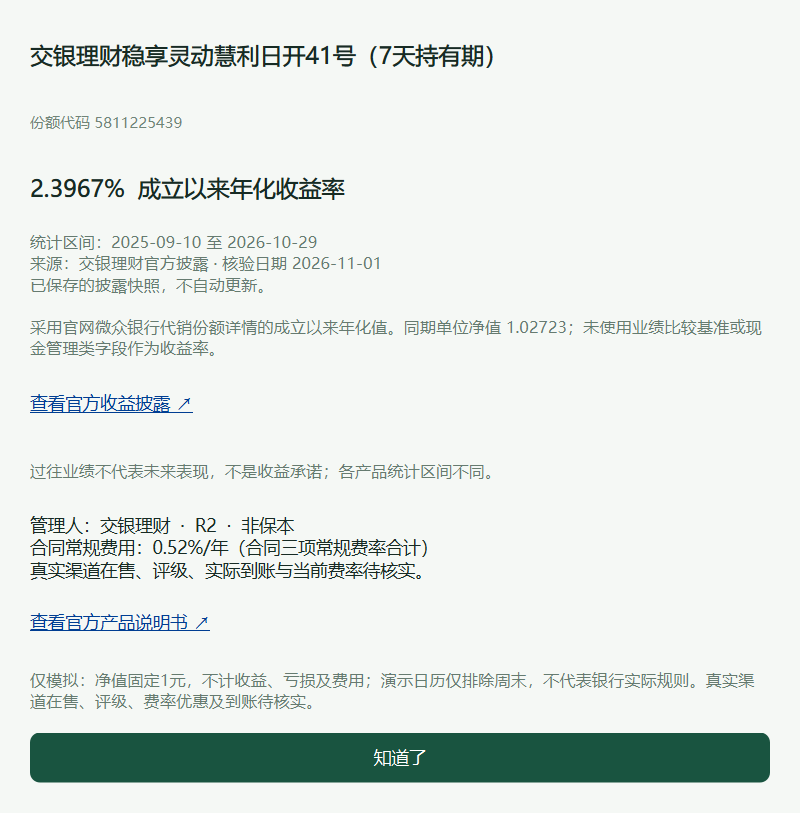 交银理财稳享灵动慧利日开41号（7天持有期）
份额代码 5811225439
2.3967% 成立以来年化收益率
统计区间：2025-09-10 至 2026-10-29
来源：交银理财官方披露 · 核验日期 2026-11-01
已保存的披露快照，不自动更新。
采用官网微众银行代销份额详情的成立以来年化值。同期单位净值 1.02723；未使用业绩比较基准或现
金管理类字段作为收益率。
查看官方收益披露 ↗
过往业绩不代表未来表现，不是收益承诺；各产品统计区间不同。
管理人：交银理财 · R2 · 非保本
合同常规费用：0.52%/年（合同三项常规费率合计）
真实渠道在售、评级、实际到账与当前费率待核实。
查看官方产品说明书 ↗
仅模拟：净值固定1元，不计收益、亏损及费用；演示日历仅排除周末，不代表银行实际规则。真实渠
道在售、评级、费率优惠及到账待核实。
知道了